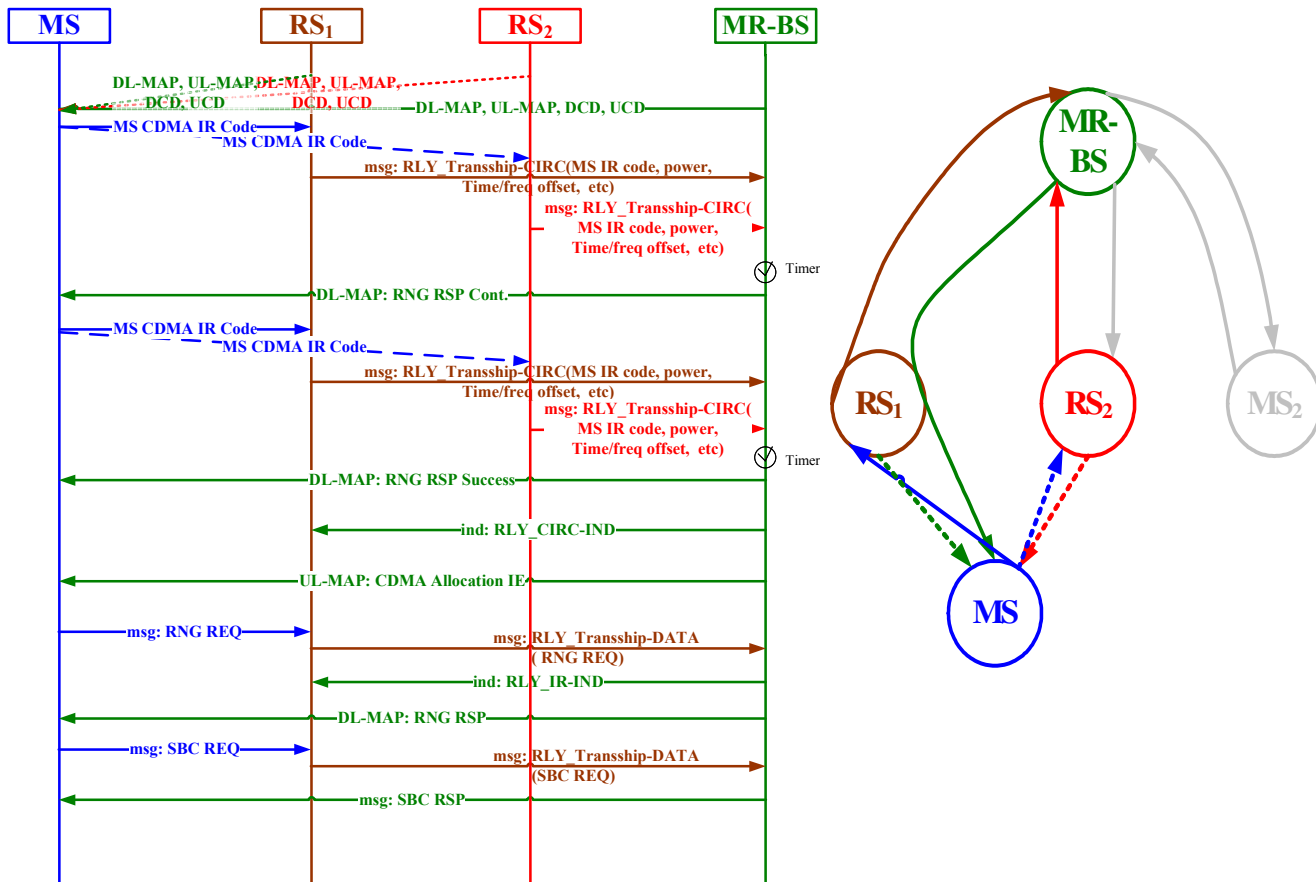 MS
RS1
RS2
MR-BS
DL-MAP, UL-MAP,
DCD, UCD
DL-MAP, UL-MAP,
DCD, UCD
DL-MAP, UL-MAP, DCD, UCD
MS CDMA IR Code
MS CDMA IR Code
msg: RLY_Transship-CIRC(MS IR code, power,
Time/freq offset, etc)
msg: RLY_Transship-CIRC(
MS IR code, power,
Time/freq offset, etc)
Timer
DL-MAP: RNG RSP Cont.
MS CDMA IR Code
MS CDMA IR Code
msg: RLY_Transship-CIRC(MS IR code, power,
Time/freq offset, etc)
msg: RLY_Transship-CIRC(
MS IR code, power,
Time/freq offset, etc)
Timer
DL-MAP: RNG RSP Success
ind: RLY_CIRC-IND
UL-MAP: CDMA Allocation IE
msg: RNG REQ
msg: RLY_Transship-DATA
( RNG REQ)
ind: RLY_IR-IND
DL-MAP: RNG RSP
msg: SBC REQ
msg: RLY_Transship-DATA
(SBC REQ)
msg: SBC RSP
MR-
BS
RS1
RS2
MS2
MS